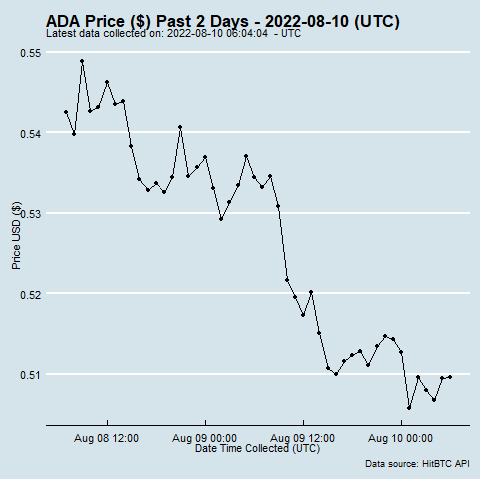 ADA Price ($) Past 2 Days - 2022-08-10 (UTC)
Latest data collected on: 2022-08-10 06:04:04  - UTC
0.55
0.54
0.53
0.52
0.51
Price USD ($)
Aug 08 12:00
Aug 09 00:00
Aug 09 12:00
Aug 10 00:00
Date Time Collected (UTC)
Data source: HitBTC API